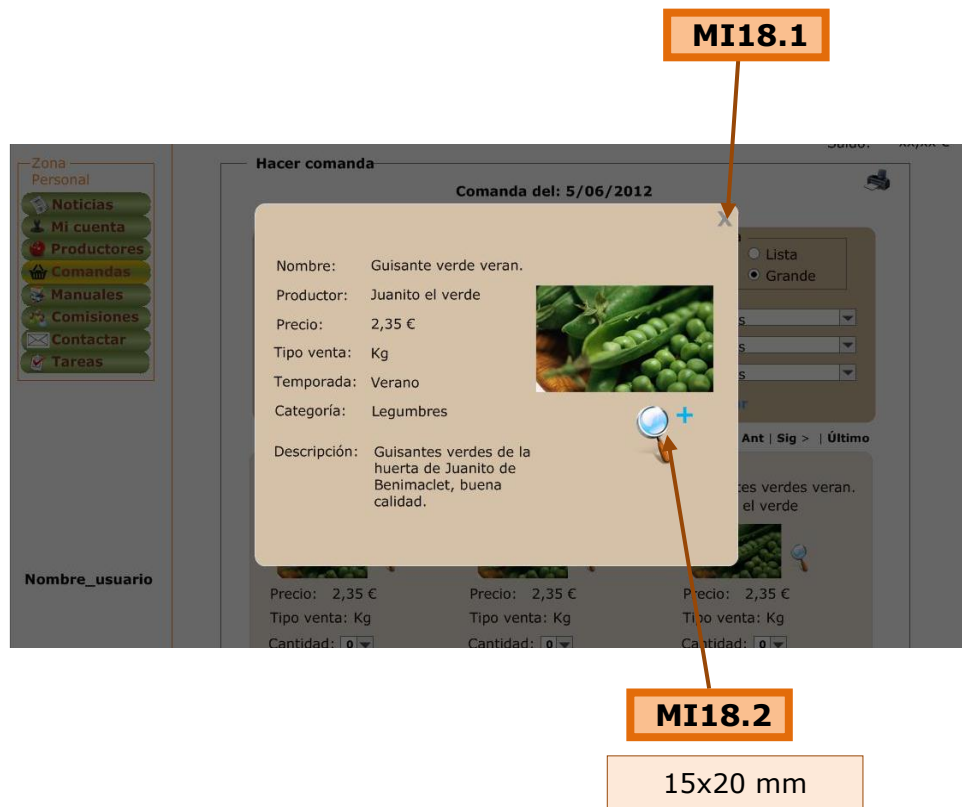 MI18.1
Saldo: xx,xx €
Zona
Personal
Noticias
Mi cuenta
Productores
Comandas
Manuales
Comisiones
Contactar
Tareas
Nombre_usuario
Hacer comanda
Comanda del: 5/06/2012
X
Lista
Grande
Nombre: Guisante verde veran.
Productor: Juanito el verde
Precio: 2,35 €
Tipo venta: Kg
Temporada: Verano
Categoría: Legumbres
Descripción: Guisantes verdes de la
huerta de Juanito de
Benimaclet, buena
calidad.
+
Ant | Sig > | Último
verdes veran.
el verde
Precio: 2,35 € Precio: 2,35 € Precio: 2,35 €
Tipo venta: Kg Tipo venta: Kg Tipo venta: Kg
Cantidad: 0 Cantidad: 0 Cantidad: 0
MI18.2
15x20 mm